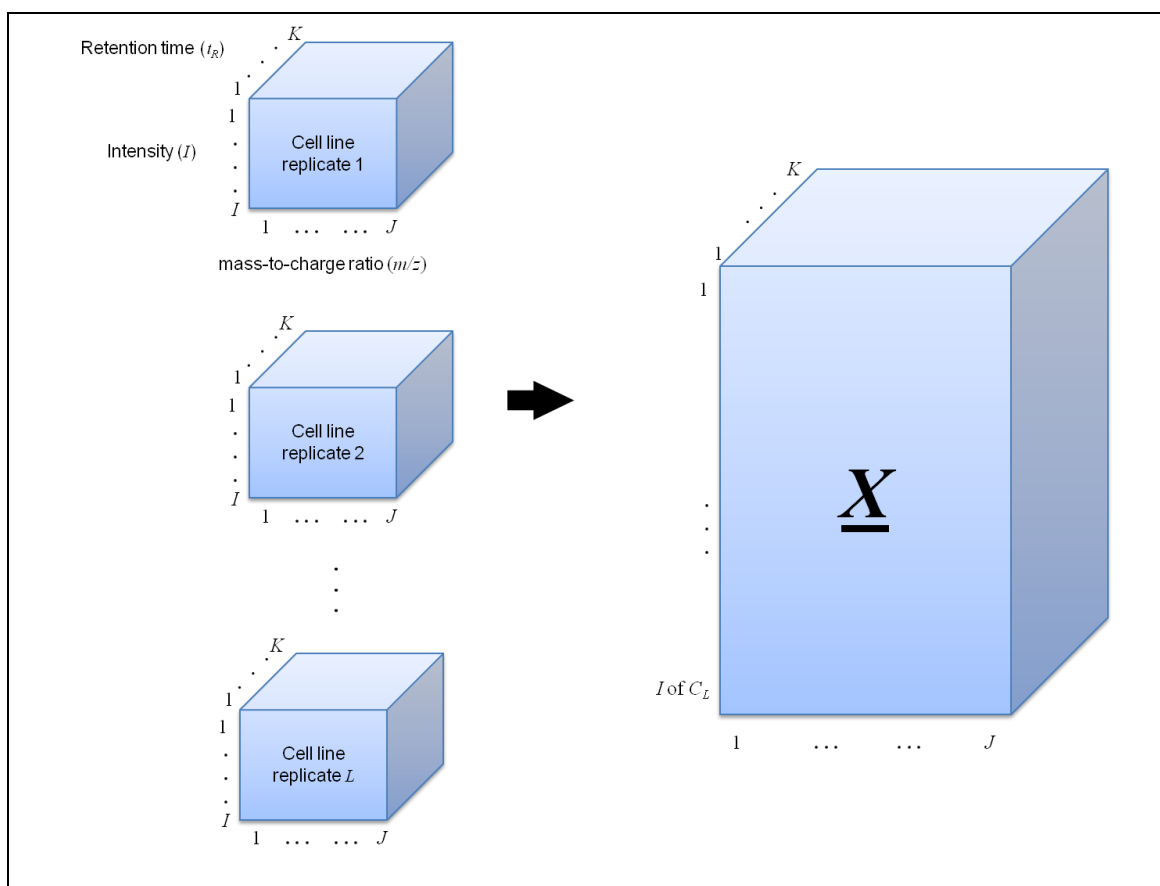 K
Retention time (tR)
1
1
Intensity (I)
Cell line
replicate 1
I
1 ... ... J
mass-to-charge ratio (m/z)
K
1
1
Cell line
replicate 2
I
1 ... ... J
K
1
1
Cell line
replicate L
I
1 ... ... J
K
1
1
X
I of CL
1 ... ... J